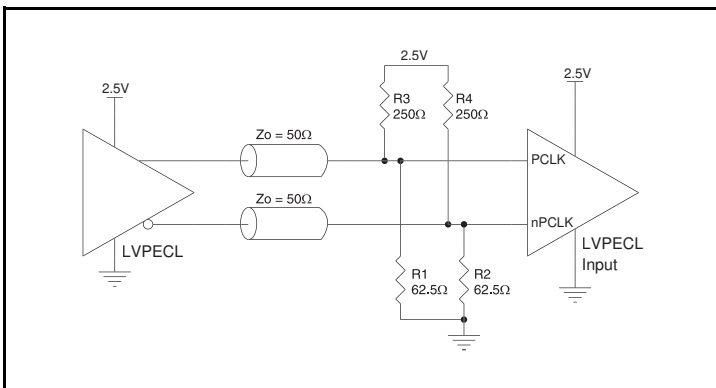 2.5V
2.5V
2.5V
R3
250Ω
R4
250Ω
Zo = 50Ω
PCLK
Zo = 50Ω
nPCLK
LVPECL
LVPECL
Input
R1
62.5Ω
R2
62.5Ω